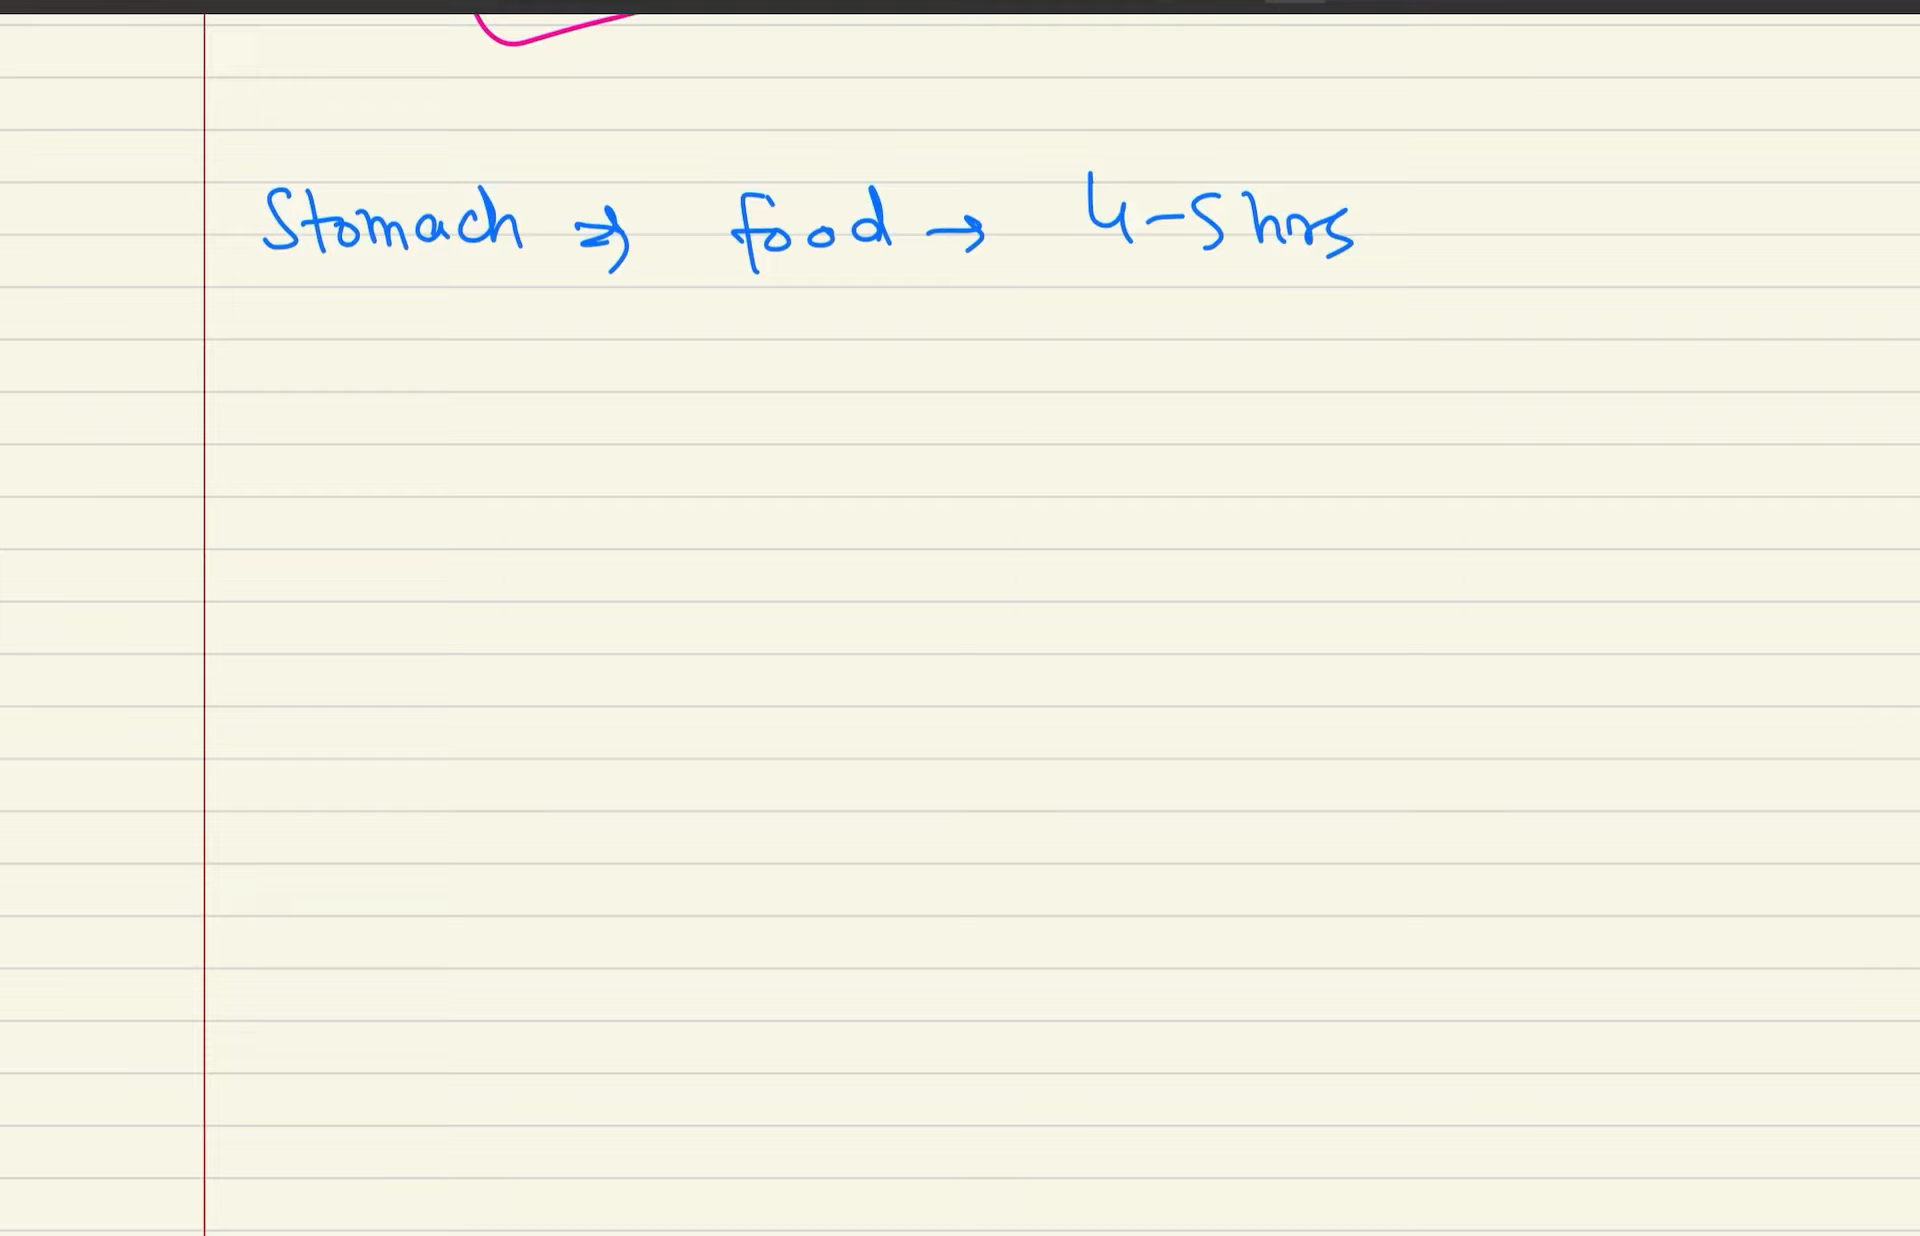 Stomach ⇒ food → 4-5 hrs